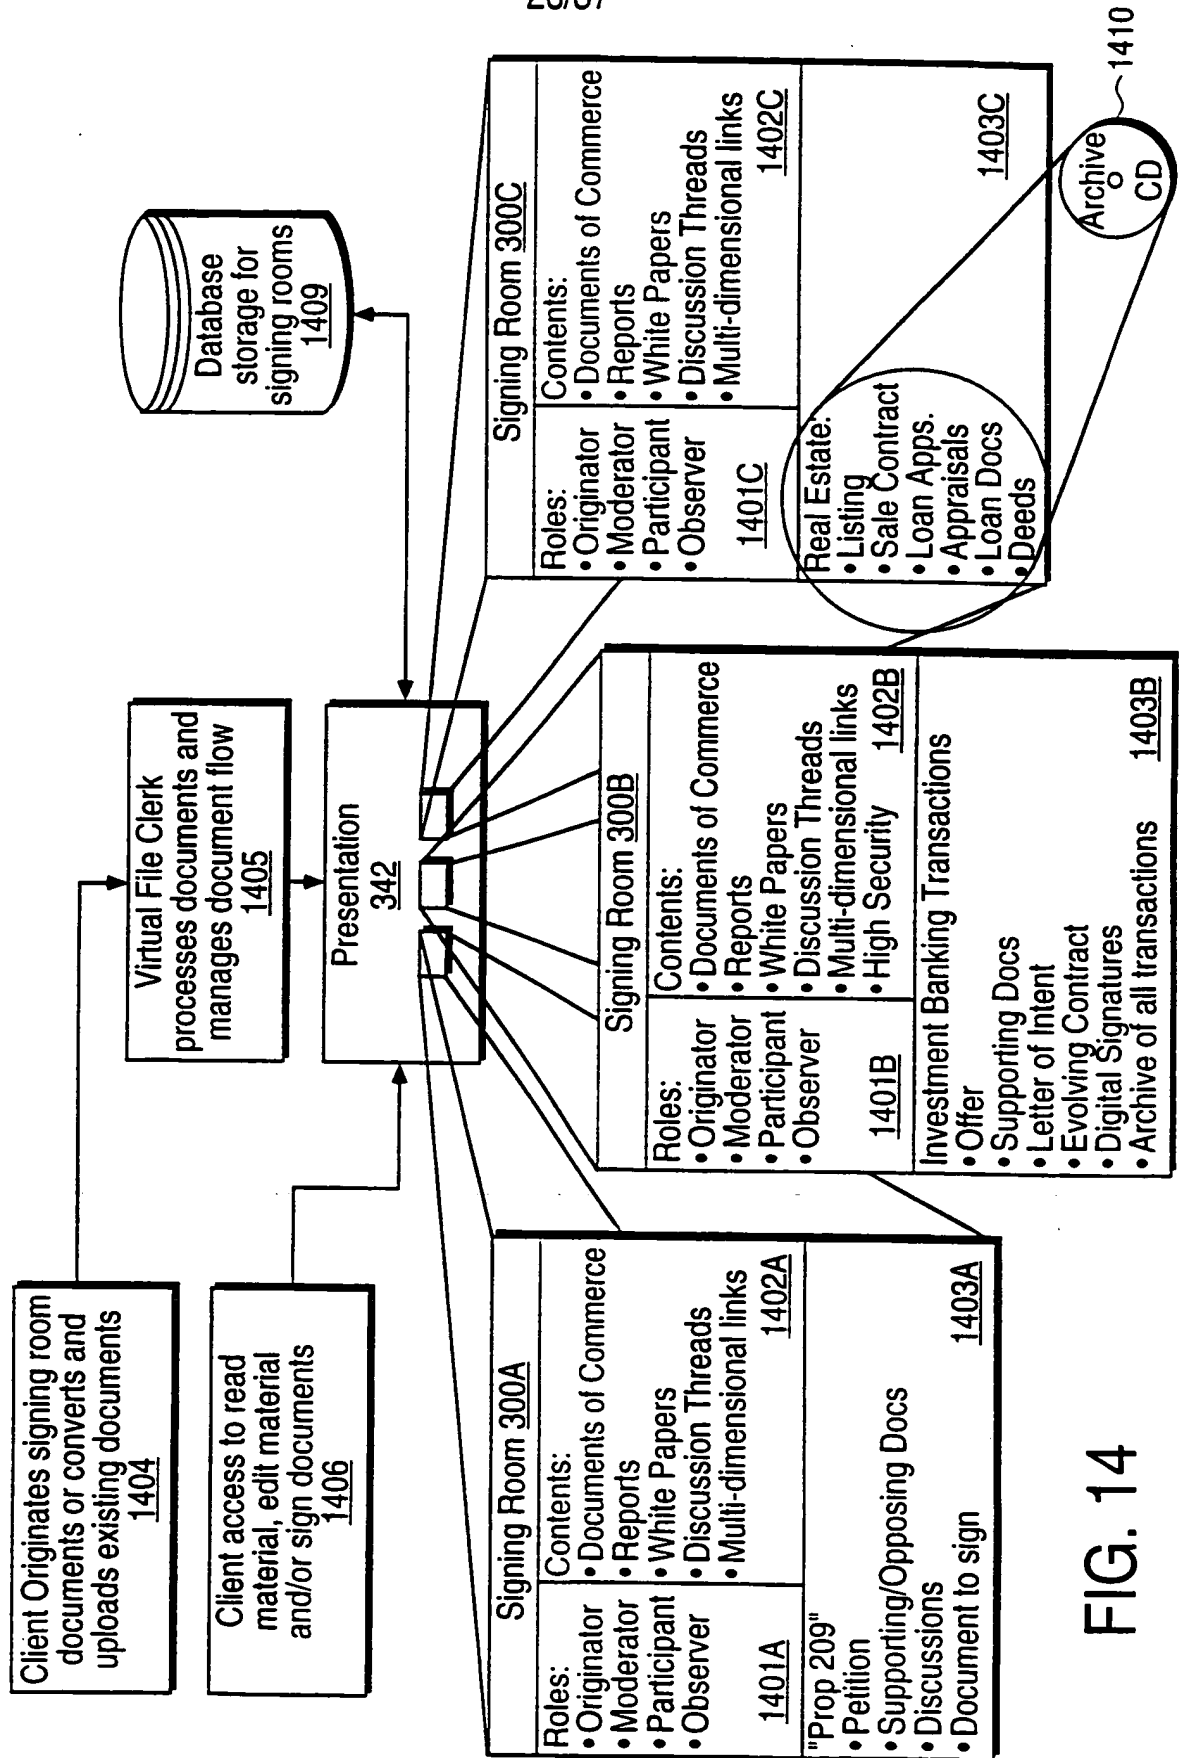 Client Originates signing room
documents or converts and
uploads existing documents
1404
Client access to read
material, edit material
and/or sign documents
1406
Virtual File Clerk
processes documents and
manages document flow
1405
Presentation
342
Database
storage for
signing rooms
1409
Signing Room 300A
Roles:
• Originator
• Moderator
• Participant
• Observer
1401A
Contents:
• Documents of Commerce
• Reports
• White Papers
• Discussion Threads
• Multi-dimensional links
1402A
"Prop 209"
• Petition
• Supporting/Opposing Docs
• Discussions
• Document to sign
1403A
Signing Room 300B
Roles:
• Originator
• Moderator
• Participant
• Observer
1401B
Contents:
• Documents of Commerce
• Reports
• White Papers
• Discussion Threads
• Multi-dimensional links
• High Security 1402B
Investment Banking Transactions
• Offer
• Supporting Docs
• Letter of Intent
• Evolving Contract
• Digital Signatures
• Archive of all transactions 1403B
Signing Room 300C
Roles:
• Originator
• Moderator
• Participant
• Observer
1401C
Contents:
• Documents of Commerce
• Reports
• White Papers
• Discussion Threads
• Multi-dimensional links
1402C
Real Estate:
• Listing
• Sale Contract
• Loan Apps.
• Appraisals
• Loan Docs
• Deeds
1403C
Archive
CD
1410
FIG. 14